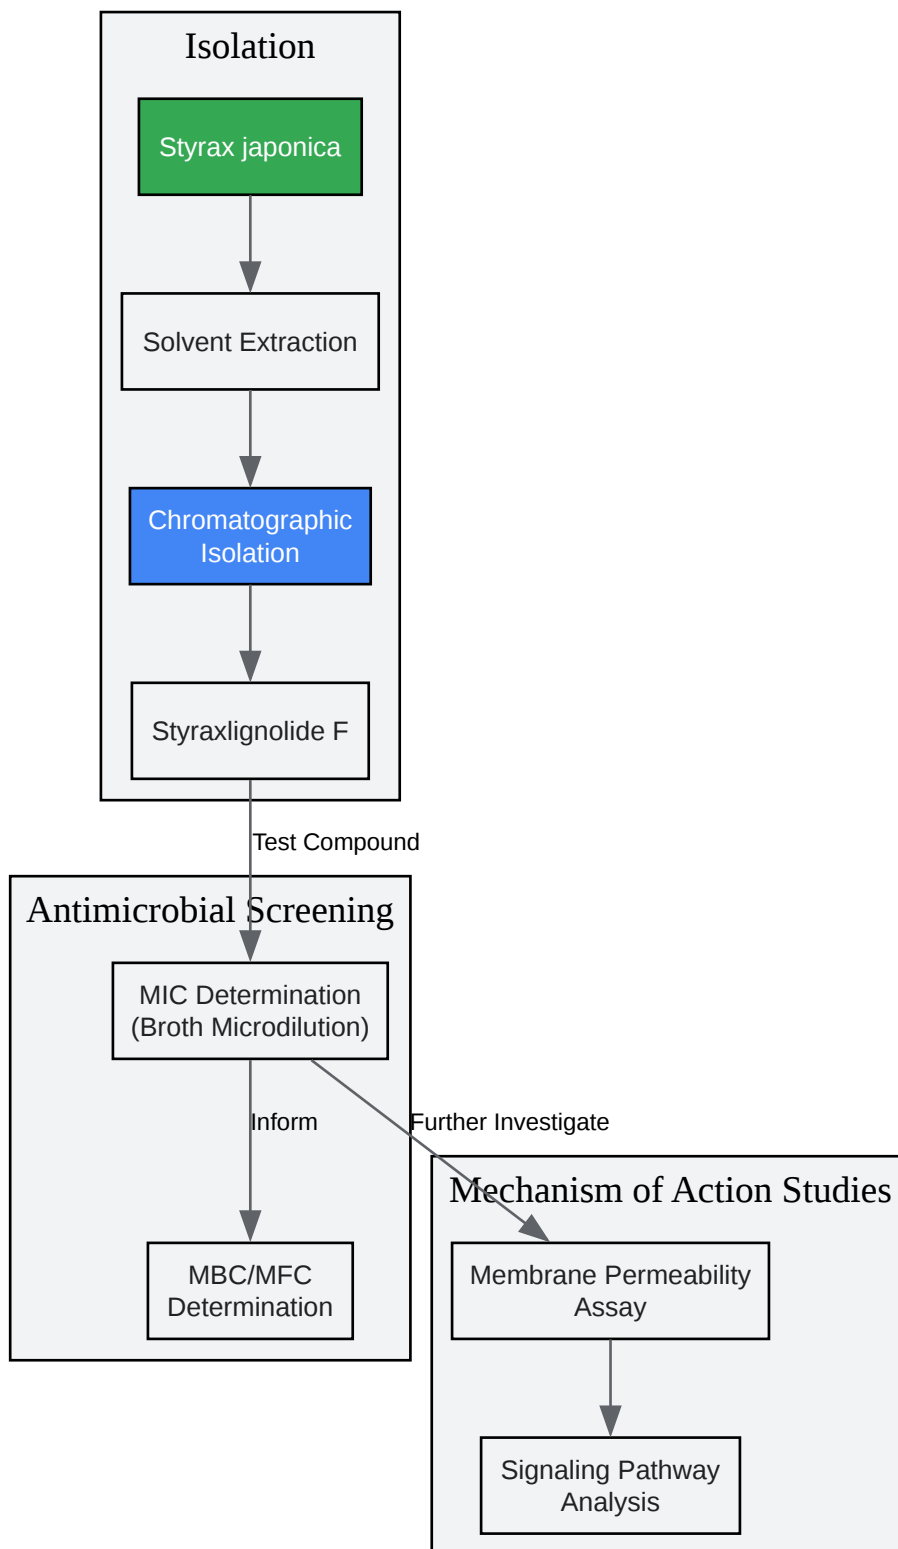 Isolation
Styrax japonica
Solvent Extraction
Chromatographic
Isolation
Styraxlignolide F
Test Compound
Antimicrobial Screening
MIC Determination
(Broth Microdilution)
Inform
Further Investigate
Mechanism of Action Studies
MBC/MFC
Determination
Membrane Permeability
Assay
Signaling Pathway
Analysis